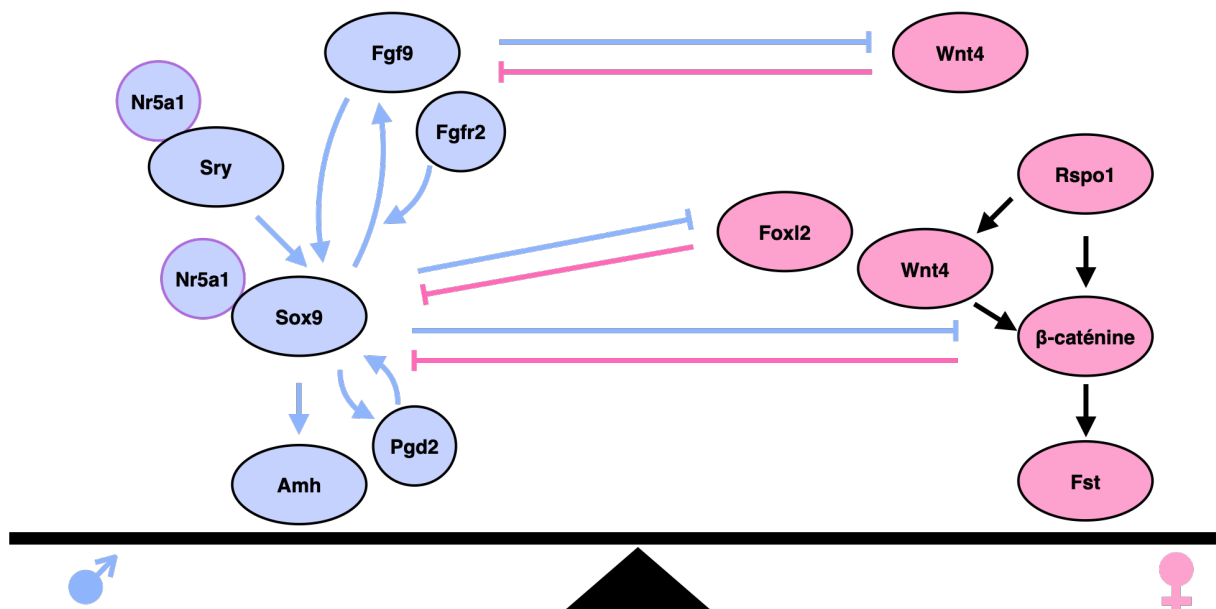 Fgf9
Wnt4
Nr5a1
Fgfr2
Sry
Rspo1
Foxl2
Wnt4
Nr5a1
Sox9
β-caténine
Pgd2
Amh
Fst